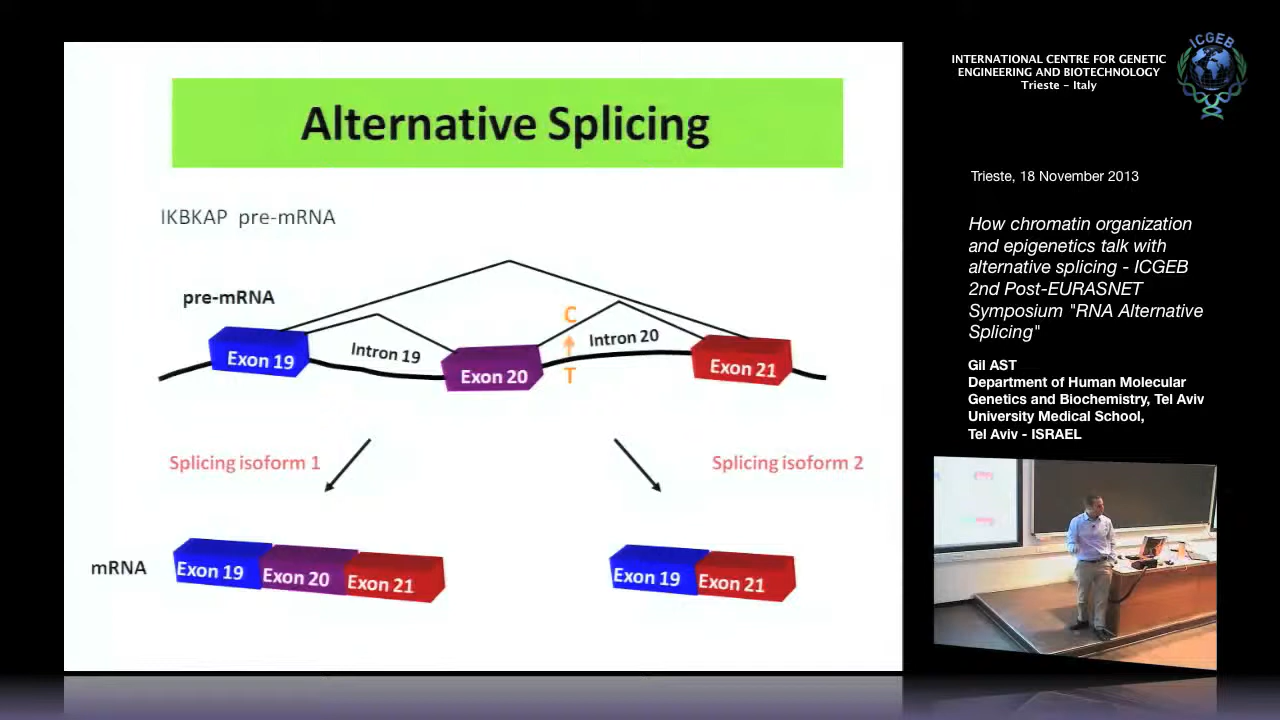 Alternative Splicing
IKBKAP pre-mRNA
pre-mRNA
Exon 19
Intron 19
Exon 20
C
T
Intron 20
Exon 21
Splicing isoform 1
Splicing isoform 2
mRNA
Exon 19
Exon 20
Exon 21
Exon 19
Exon 21
INTERNATIONAL CENTRE FOR GENETIC
ENGINEERING AND BIOTECHNOLOGY
Trieste – Italy
ICGEB
Trieste, 18 November 2013
How chromatin organization
and epigenetics talk with
alternative splicing - ICGEB
2nd Post-EURASNET
Symposium "RNA Alternative
Splicing"
Gil AST
Department of Human Molecular
Genetics and Biochemistry, Tel Aviv
University Medical School,
Tel Aviv - ISRAEL